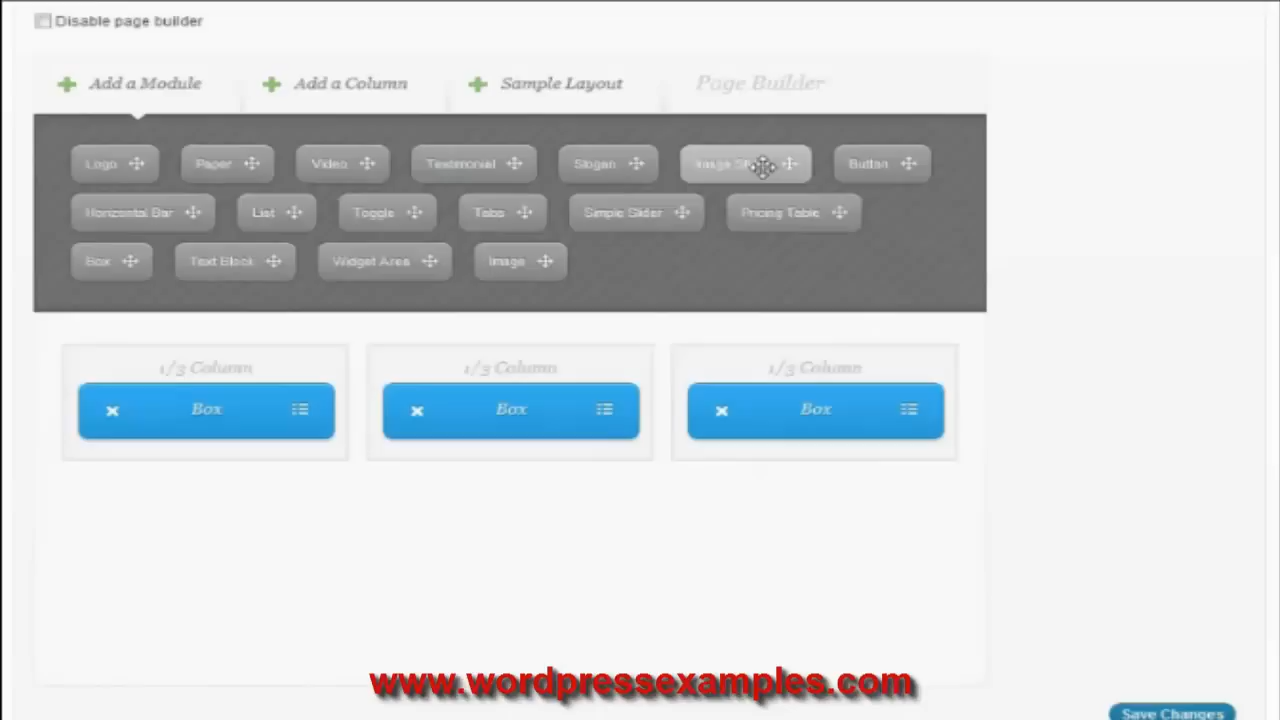 Disable page builder
Add a Module Add a Column Sample Layout Page Builder
Logo Paper Video Testimonial Slogan Image Button
Horizontal Bar List Toggle Tabs Simple Slider Pricing Table
Box Text Block Widget Area Image
1/3 Column 1/3 Column 1/3 Column
Box Box Box
www.wordpressexamples.com
Save Changes